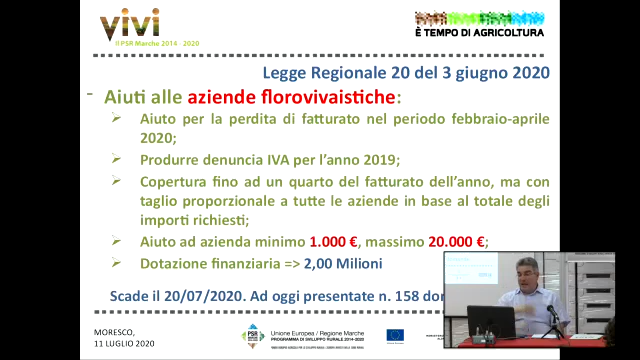 vivi
Il PSR Marche 2014 - 2020
È TEMPO DI AGRICOLTURA
Legge Regionale 20 del 3 giugno 2020
- Aiuti alle aziende florovivaistiche:
Aiuto per la perdita di fatturato nel periodo febbraio-aprile
2020;
Produrre denuncia IVA per l'anno 2019;
Copertura fino ad un quarto del fatturato dell'anno, ma con
taglio proporzionale a tutte le aziende in base al totale degli
importi richiesti;
Aiuto ad azienda minimo 1.000 €, massimo 20.000 €;
Dotazione finanziaria => 2,00 Milioni
Scade il 20/07/2020. Ad oggi presentate n. 158
MORESCO,
11 LUGLIO 2020
PSR
Unione Europea / Regione Marche
PROGRAMMA DI SVILUPPO RURALE 2014-2020